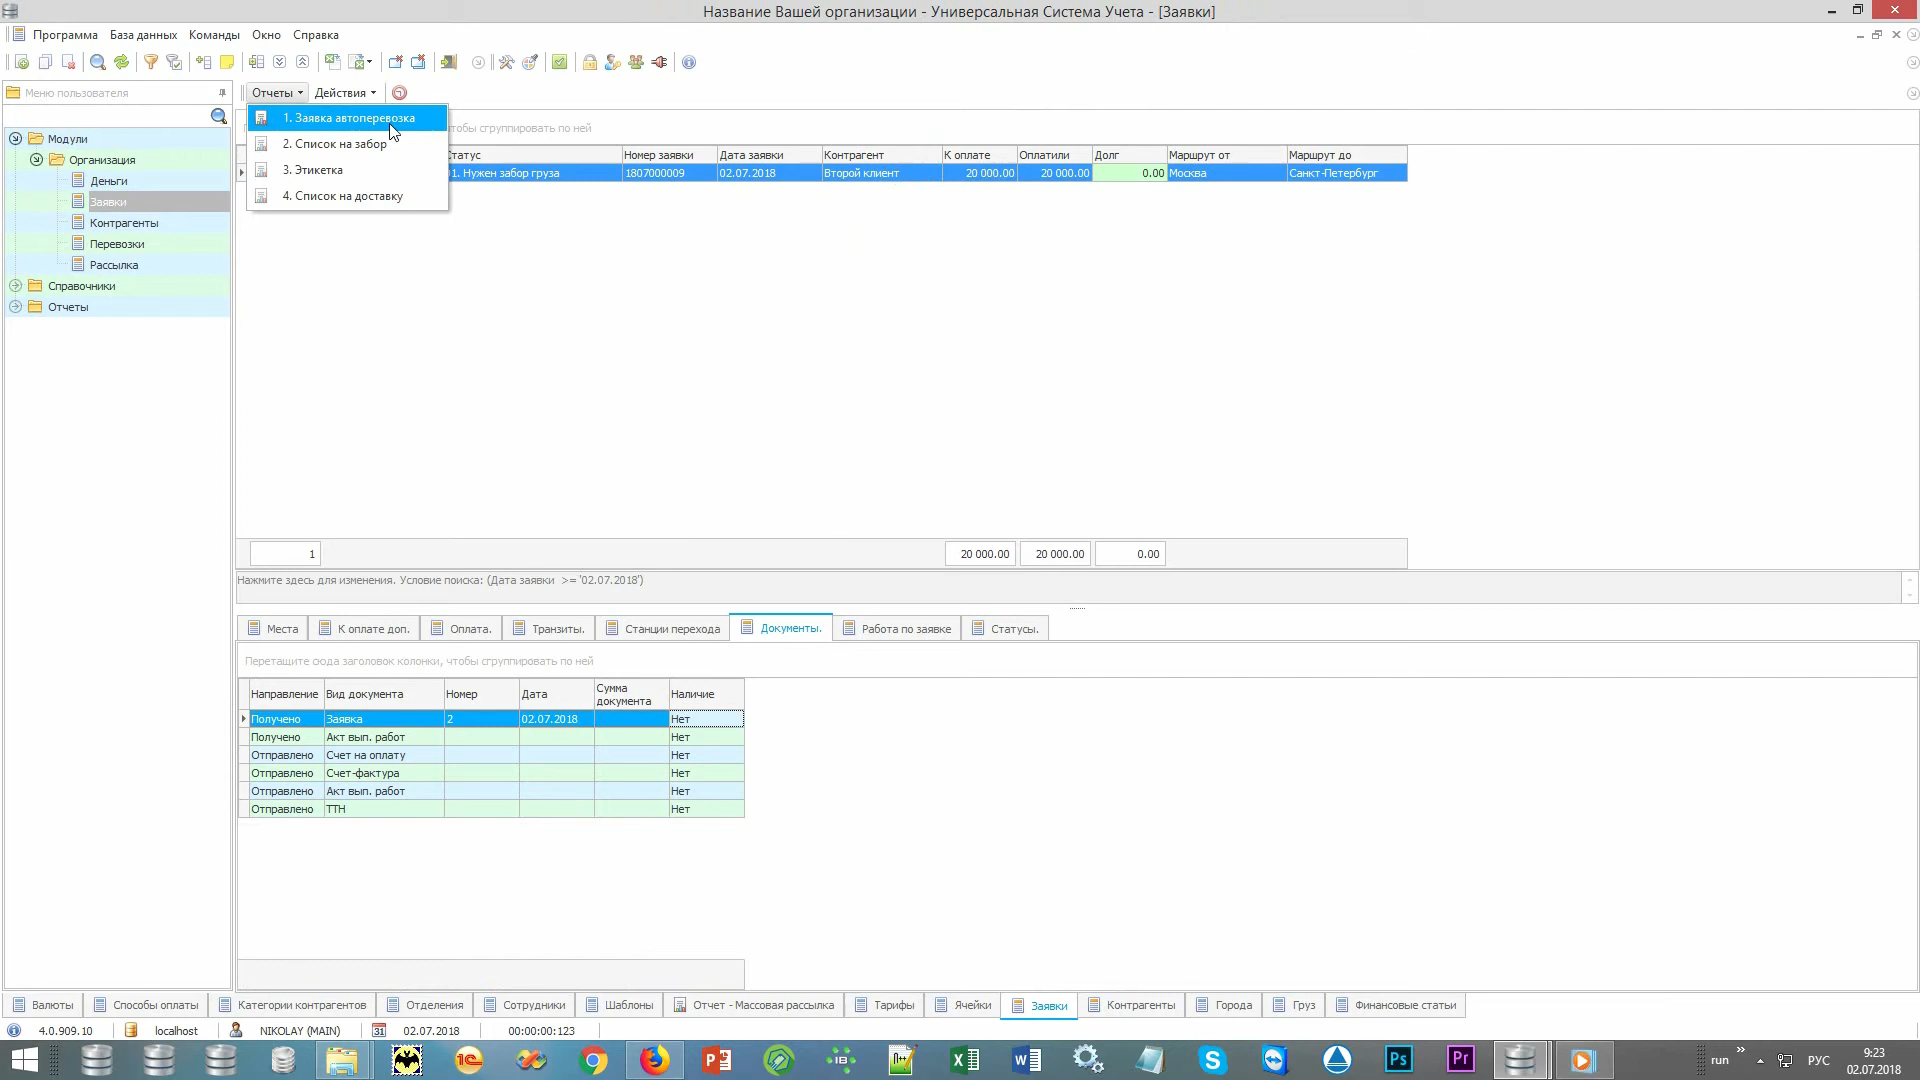 Название Вашей организации - Универсальная Система Учета - [Заявки]
Программа База данных Команды Окно Справка
Меню пользователя
Отчеты Действия
1. Заявка автоперевозка
2. Список на забор
3. Этикетка
4. Список на доставку
чтобы сгруппировать по ней
Модули
Организация
Деньги
Заявки
Контрагенты
Перевозки
Рассылка
Справочники
Отчеты
Статус Номер заявки Дата заявки Контрагент К оплате Оплатили Долг Маршрут от Маршрут до
01. Нужен забор груза 1807000009 02.07.2018 Второй клиент 20 000.00 20 000.00 0.00 Москва Санкт-Петербург
1 20 000.00 20 000.00 0.00
Нажмите здесь для изменения. Условие поиска: (Дата заявки >= '02.07.2018')
Места К оплате доп. Оплата. Транзиты. Станции перехода Документы. Работа по заявке Статусы.
Перетащите сюда заголовок колонки, чтобы сгруппировать по ней
Направление Вид документа Номер Дата Сумма документа Наличие
Получено Заявка 2 02.07.2018 Нет
Получено Акт вып. работ Нет
Отправлено Счет на оплату Нет
Отправлено Счет-фактура Нет
Отправлено Акт вып. работ Нет
Отправлено ТТН Нет
Валюты Способы оплаты Категории контрагентов Отделения Сотрудники Шаблоны Отчет - Массовая рассылка Тарифы Ячейки Заявки Контрагенты Города Груз Финансовые статьи
4.0.909.10 localhost NIKOLAY (MAIN) 31 02.07.2018 00:00:00:123
run РУС 9:23
02.07.2018